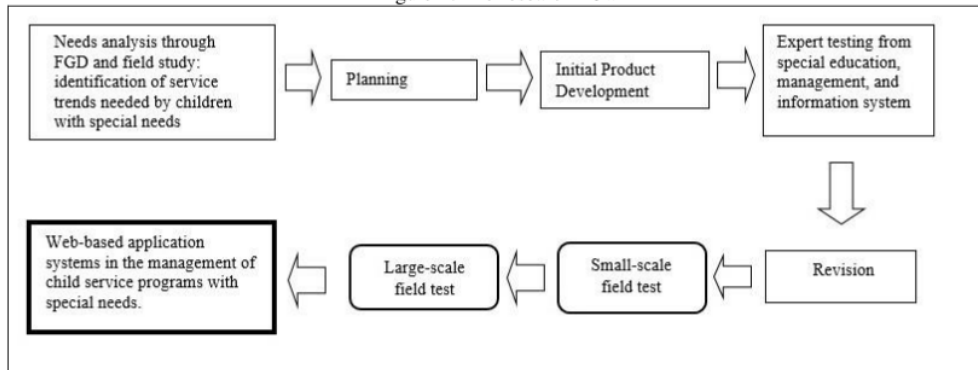 Needs analysis through
FGD and field study:
identification of service
trends needed by children
with special needs
Planning
Initial Product
Development
Expert testing from
special education,
management, and
information system
Revision
Small-scale
field test
Large-scale
field test
Web-based application
systems in the management of
child service programs with
special needs.